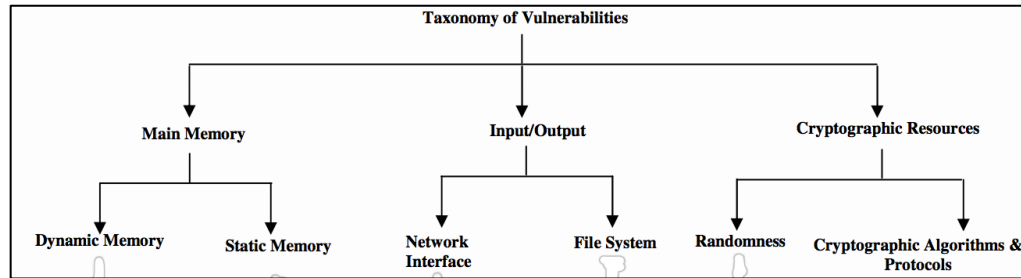 Taxonomy of Vulnerabilities
Main Memory
Input/Output
Cryptographic Resources
Dynamic Memory
Static Memory
Network
Interface
File System
Randomness
Cryptographic Algorithms &
Protocols